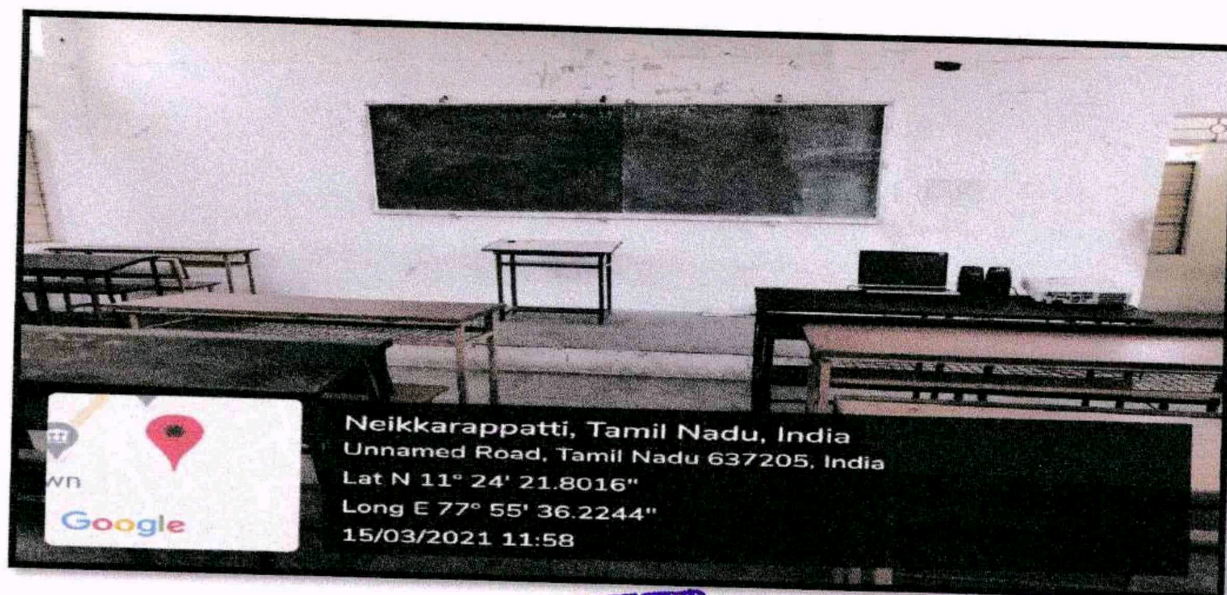 Neikkarappatti, Tamil Nadu, India
Unnamed Road, Tamil Nadu 637205, India
Lat N 11° 24' 21.8016"
Long E 77° 55' 36.2244"
15/03/2021 11:58
wn
Google